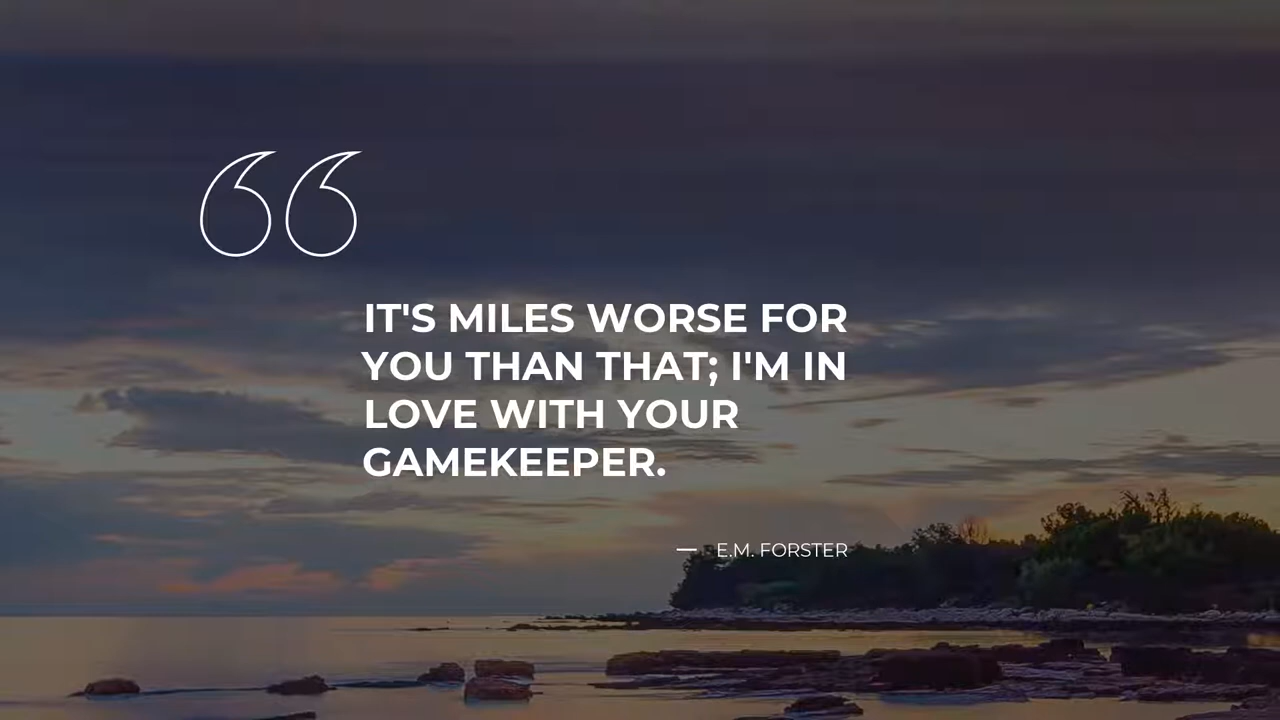 IT'S MILES WORSE FOR
YOU THAN THAT; I'M IN
LOVE WITH YOUR
GAMEKEEPER.
— E.M. FORSTER